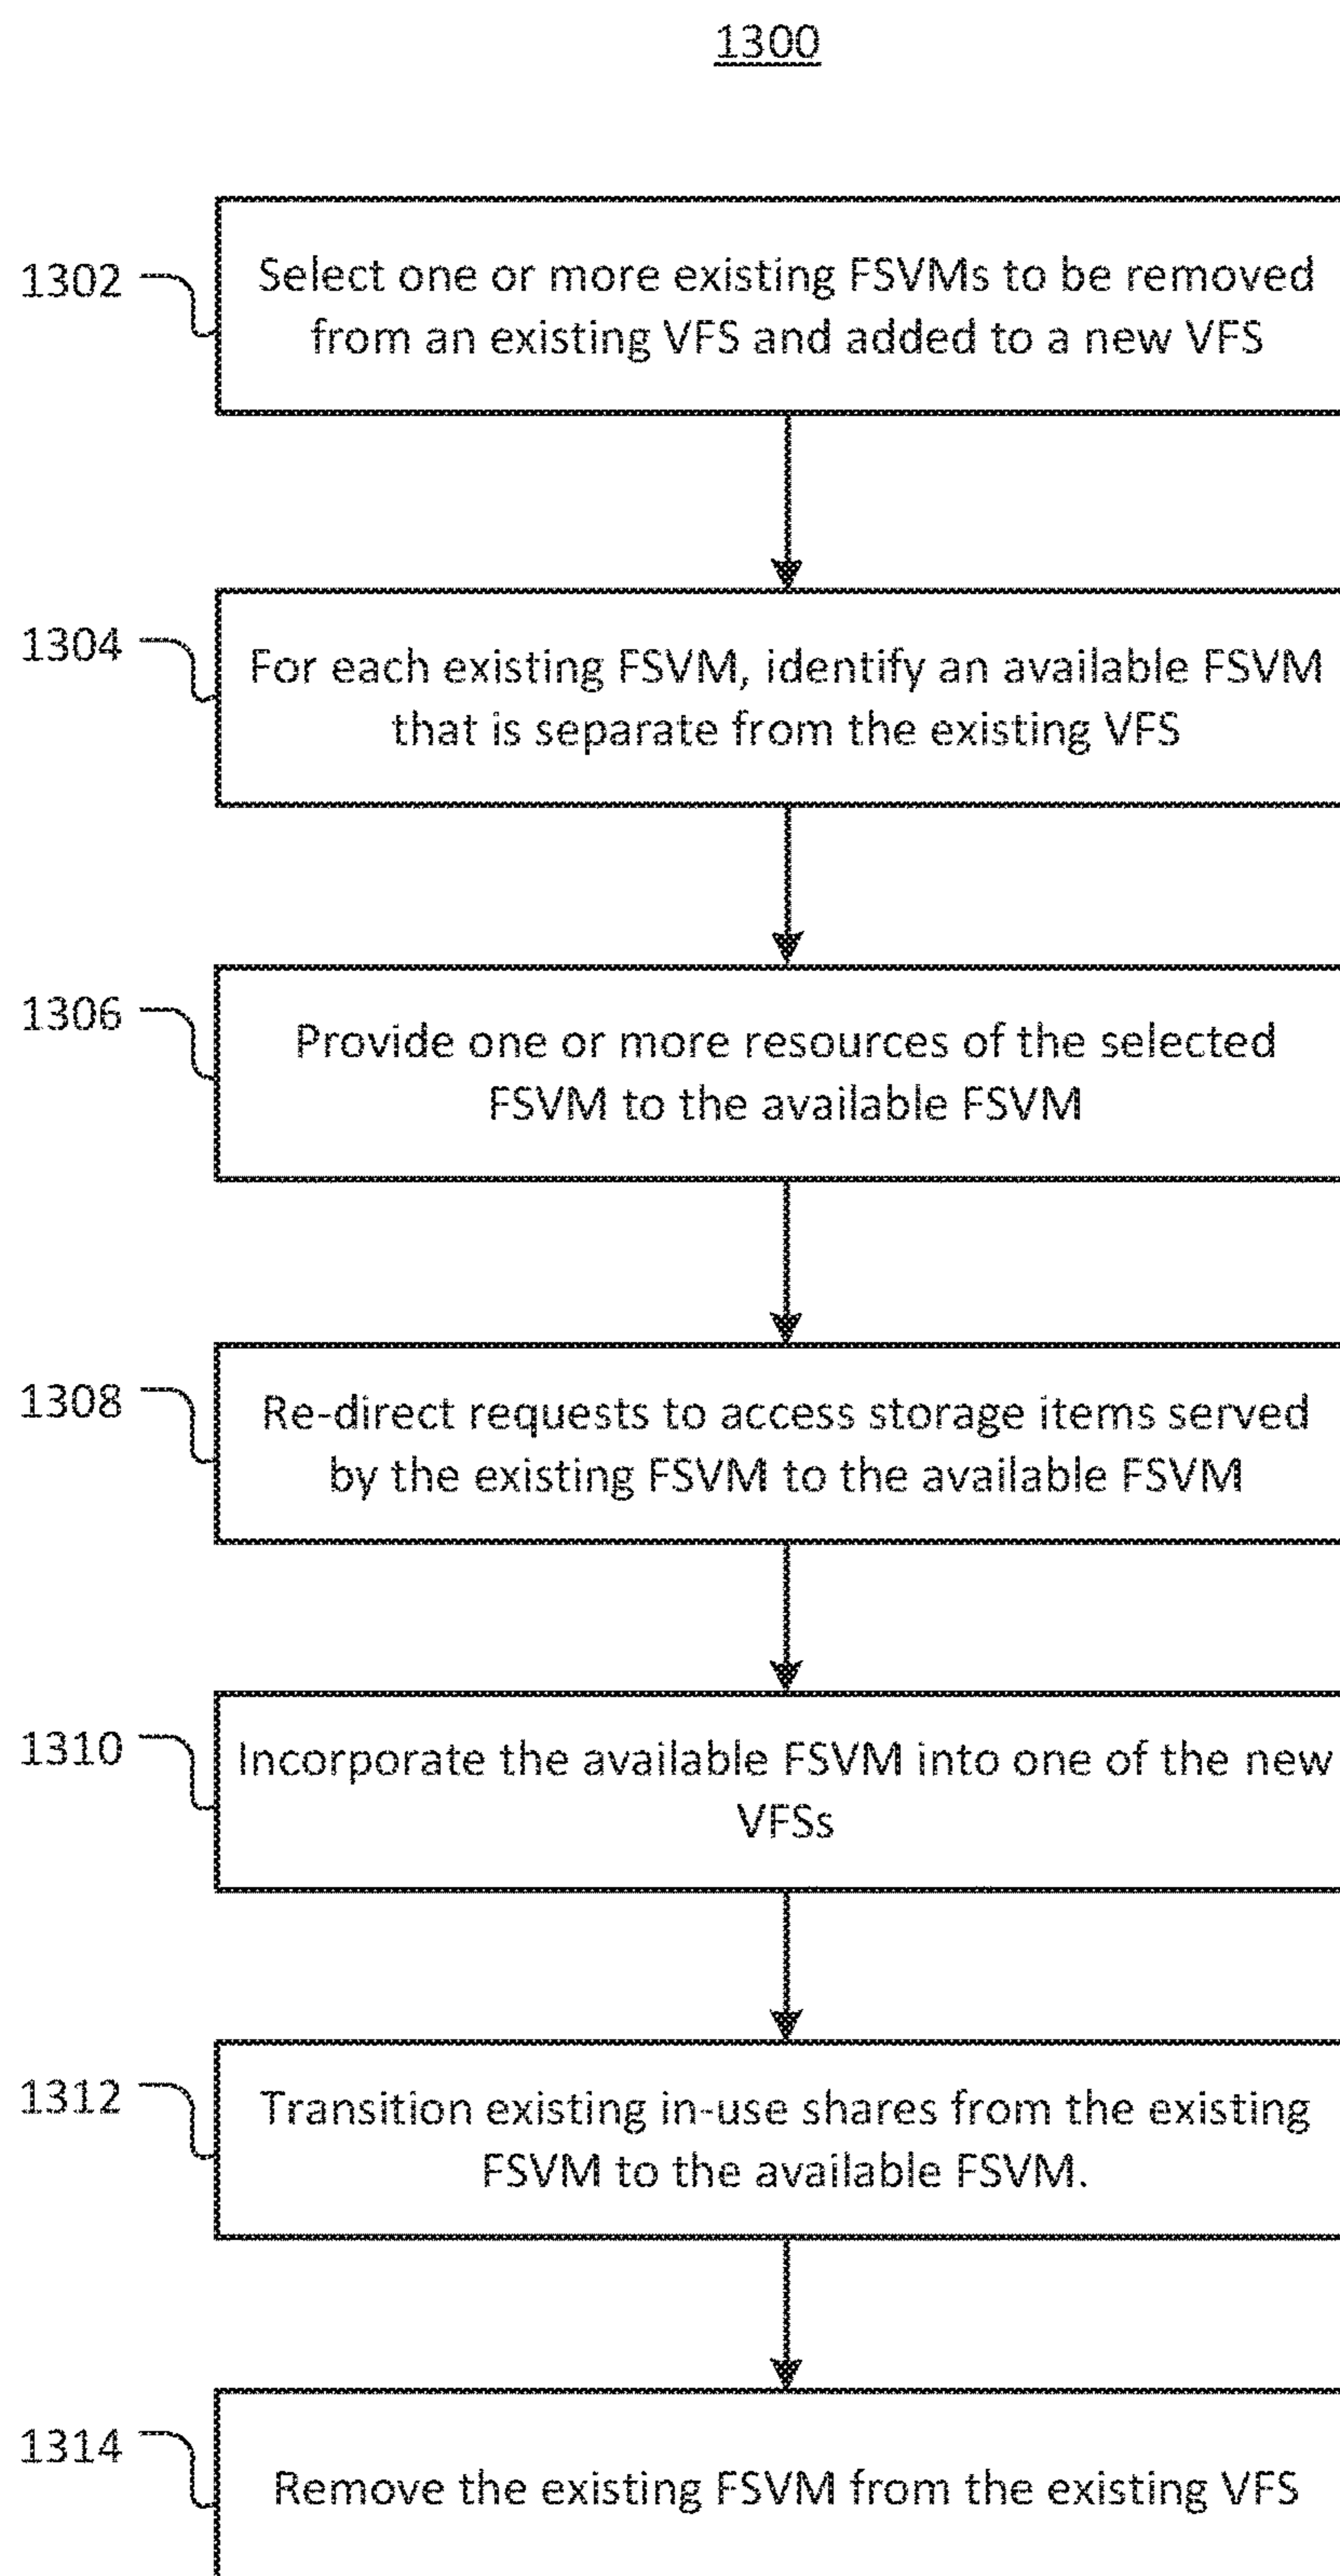 1300
1302
Select one or more existing FSVMs to be removed
from an existing VFS and added to a new VFS
1304
For each existing FSVM, identify an available FSVM
that is separate from the existing VFS
1306
Provide one or more resources of the selected
FSVM to the available FSVM
1308
Re-direct requests to access storage items served
by the existing FSVM to the available FSVM
1310
Incorporate the available FSVM into one of the new
VFSs
1312
Transition existing in-use shares from the existing
FSVM to the available FSVM.
1314
Remove the existing FSVM from the existing VFS